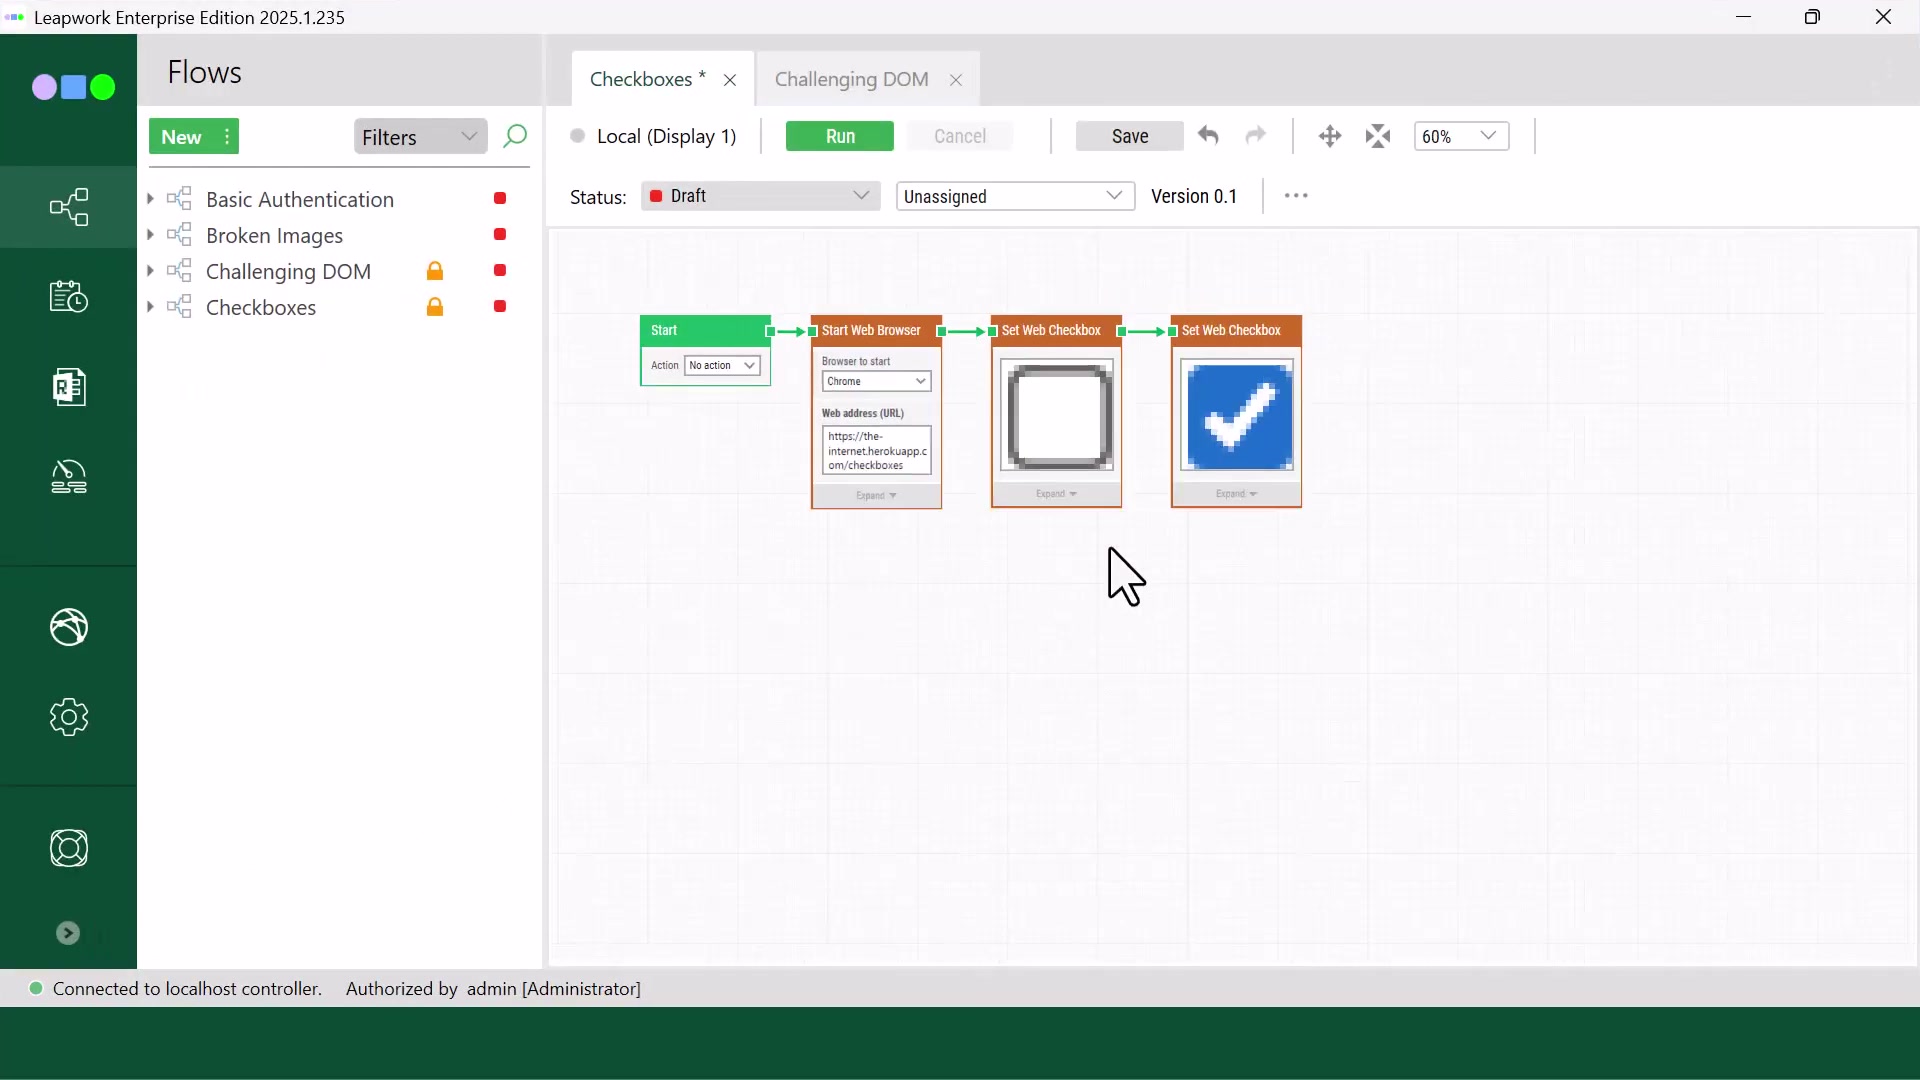 Leapwork Enterprise Edition 2025.1.235
Flows
Checkboxes *
Challenging DOM
New
Filters
Local (Display 1)
Run
Cancel
Save
60%
Status:
Draft
Unassigned
Version 0.1
Basic Authentication
Broken Images
Challenging DOM
Checkboxes
Start
Action
No action
Start Web Browser
Browser to start
Chrome
Web address (URL)
https://the-
internet.herokuapp.c
om/checkboxes
Expand
Set Web Checkbox
Expand
Set Web Checkbox
Expand
Connected to localhost controller.
Authorized by admin [Administrator]